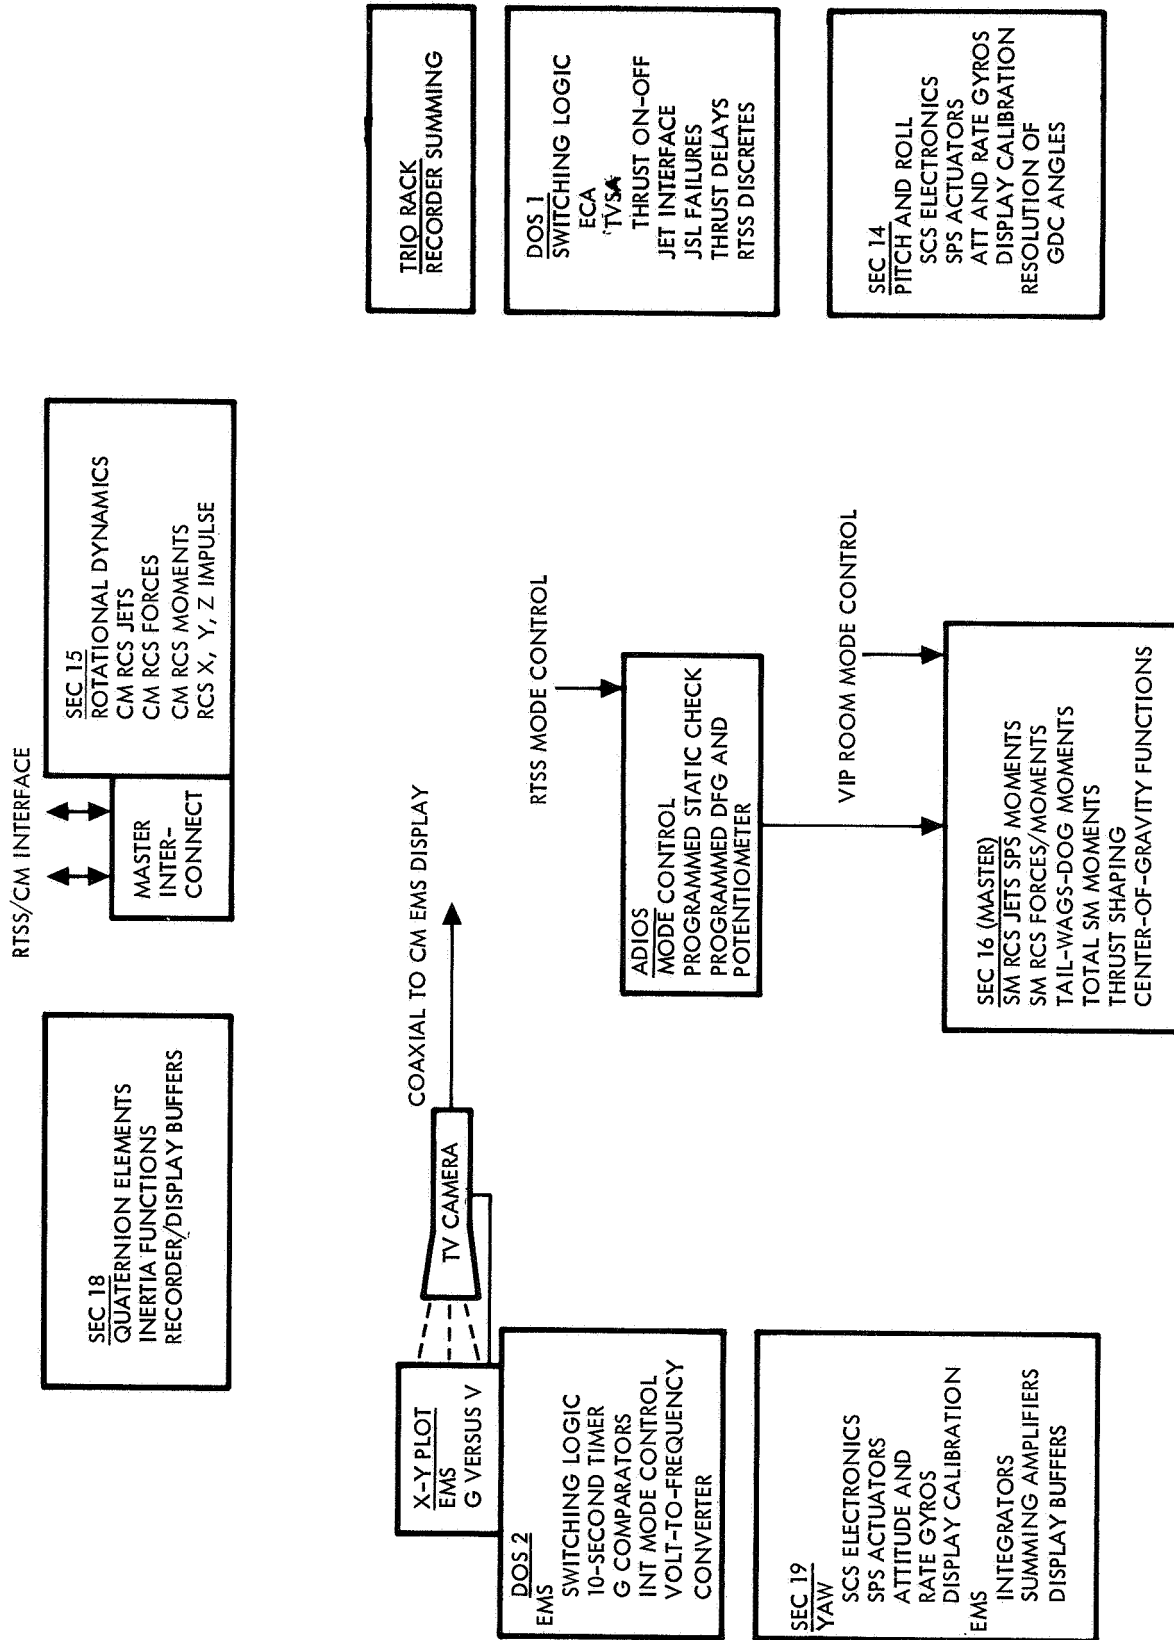 RTSS/CM INTERFACE
SEC 18
QUATERNION ELEMENTS
INERTIA FUNCTIONS
RECORDER/DISPLAY BUFFERS
MASTER
INTER-
CONNECT
SEC 15
ROTATIONAL DYNAMICS
CM RCS JETS
CM RCS FORCES
CM RCS MOMENTS
RCS X, Y, Z IMPULSE
X-Y PLOT
EMS
G VERSUS V
TV CAMERA
COAXIAL TO CM EMS DISPLAY
TRIO RACK
RECORDER SUMMING
DOS 2
EMS
SWITCHING LOGIC
10-SECOND TIMER
G COMPARATORS
INT MODE CONTROL
VOLT-TO-FREQUENCY
CONVERTER
RTSS MODE CONTROL
ADIOS
MODE CONTROL
PROGRAMMED STATIC CHECK
PROGRAMMED DFG AND
POTENTIOMETER
DOS 1
SWITCHING LOGIC
ECA
TVSA
THRUST ON-OFF
JET INTERFACE
JSL FAILURES
THRUST DELAYS
RTSS DISCRETES
SEC 19
YAW
SCS ELECTRONICS
SPS ACTUATORS
ATTITUDE AND
RATE GYROS
DISPLAY CALIBRATION
EMS
INTEGRATORS
SUMMING AMPLIFIERS
DISPLAY BUFFERS
VIP ROOM MODE CONTROL
SEC 16 (MASTER)
SM RCS JETS SPS MOMENTS
SM RCS FORCES/MOMENTS
TAIL-WAGS-DOG MOMENTS
TOTAL SM MOMENTS
THRUST SHAPING
CENTER-OF-GRAVITY FUNCTIONS
SEC 14
PITCH AND ROLL
SCS ELECTRONICS
SPS ACTUATORS
ATT AND RATE GYROS
DISPLAY CALIBRATION
RESOLUTION OF
GDC ANGLES